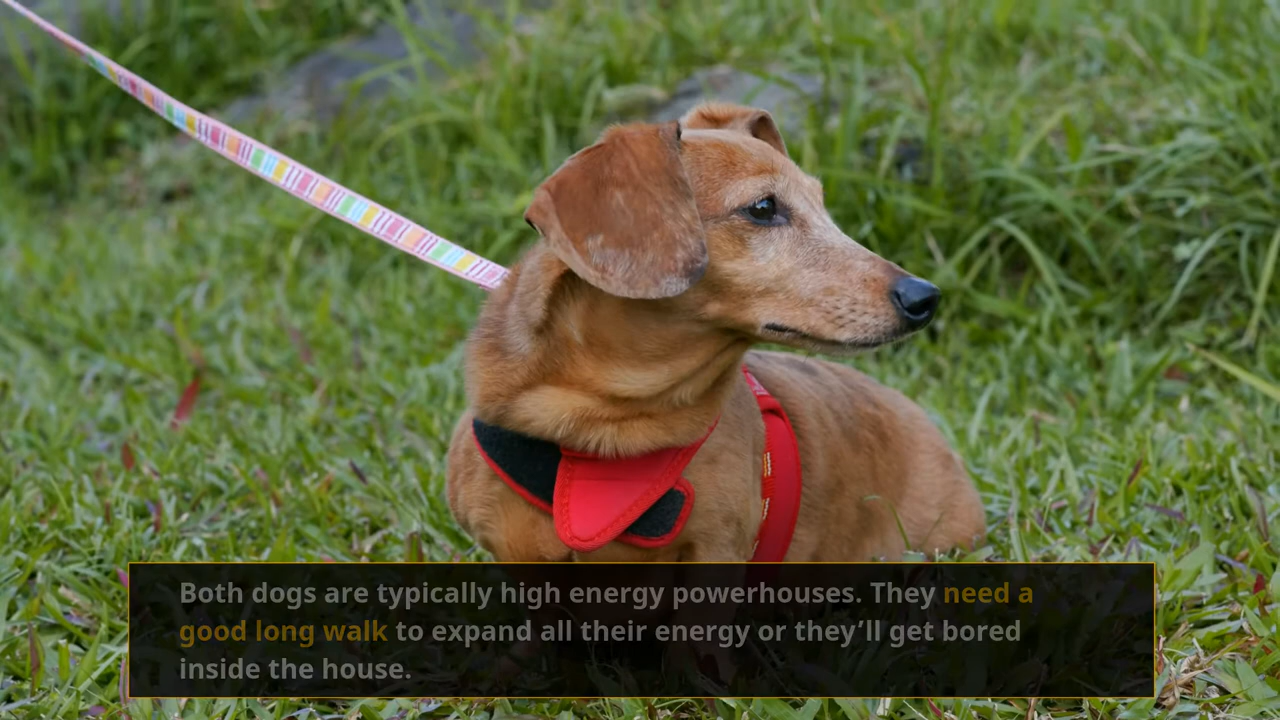 Both dogs are typically high energy powerhouses. They need a
good long walk to expand all their energy or they’ll get bored
inside the house.